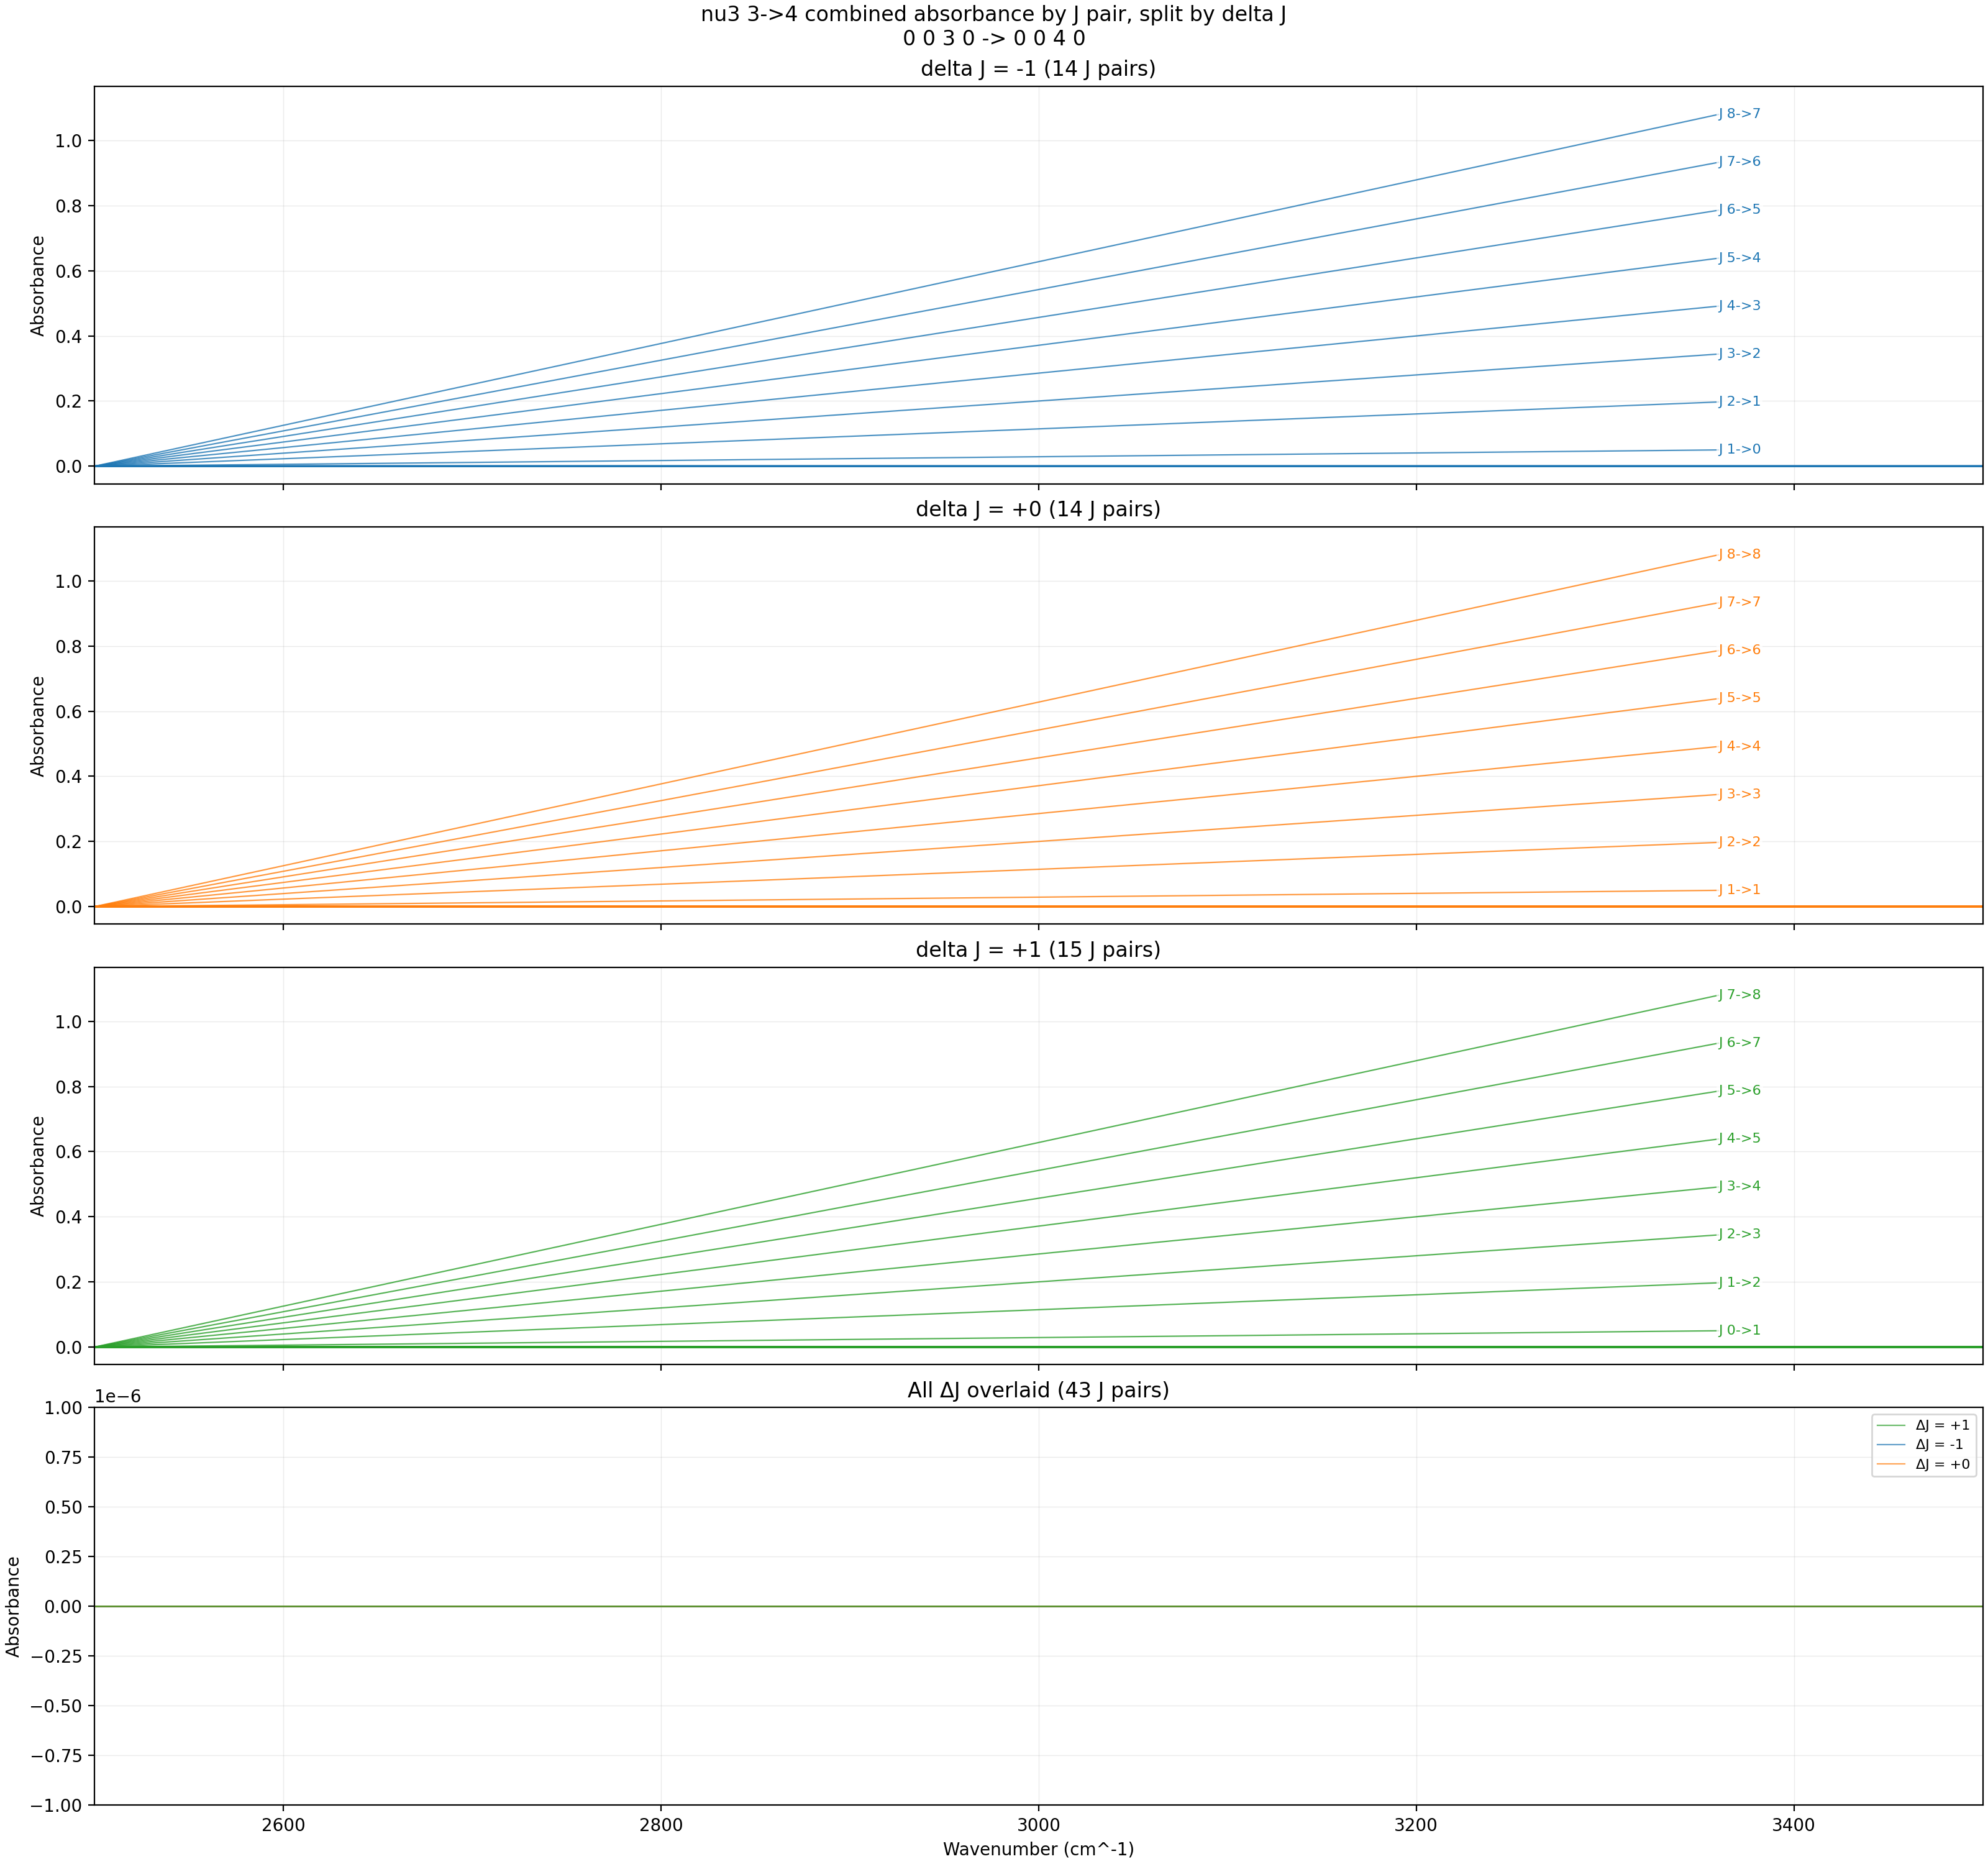 nu3 3->4 combined absorbance by J pair, split by delta J
0 0 3 0 -> 0 0 4 0
delta J = -1 (14 J pairs)
Absorbance
1.0
0.8
0.6
0.4
0.2
0.0
J 8->7
J 7->6
J 6->5
J 5->4
J 4->3
J 3->2
J 2->1
J 1->0
delta J = +0 (14 J pairs)
Absorbance
1.0
0.8
0.6
0.4
0.2
0.0
J 8->8
J 7->7
J 6->6
J 5->5
J 4->4
J 3->3
J 2->2
J 1->1
delta J = +1 (15 J pairs)
Absorbance
1.0
0.8
0.6
0.4
0.2
0.0
J 7->8
J 6->7
J 5->6
J 4->5
J 3->4
J 2->3
J 1->2
J 0->1
All ΔJ overlaid (43 J pairs)
1e−6
Absorbance
1.00
0.75
0.50
0.25
0.00
−0.25
−0.50
−0.75
−1.00
ΔJ = +1
ΔJ = -1
ΔJ = +0
2600 2800 3000 3200 3400
Wavenumber (cm^-1)